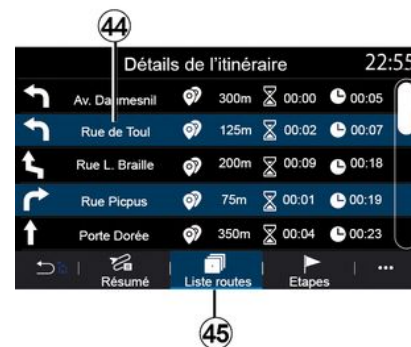 44
Détails de l'itinéraire 22:55
Av. Daumesnil 300m 00:00 00:05
Rue de Toul 125m 00:02 00:07
Rue L. Braille 200m 00:09 00:18
Rue Picpus 75m 00:01 00:19
Porte Dorée 350m 00:04 00:23
Résumé Liste routes Etapes ...
45